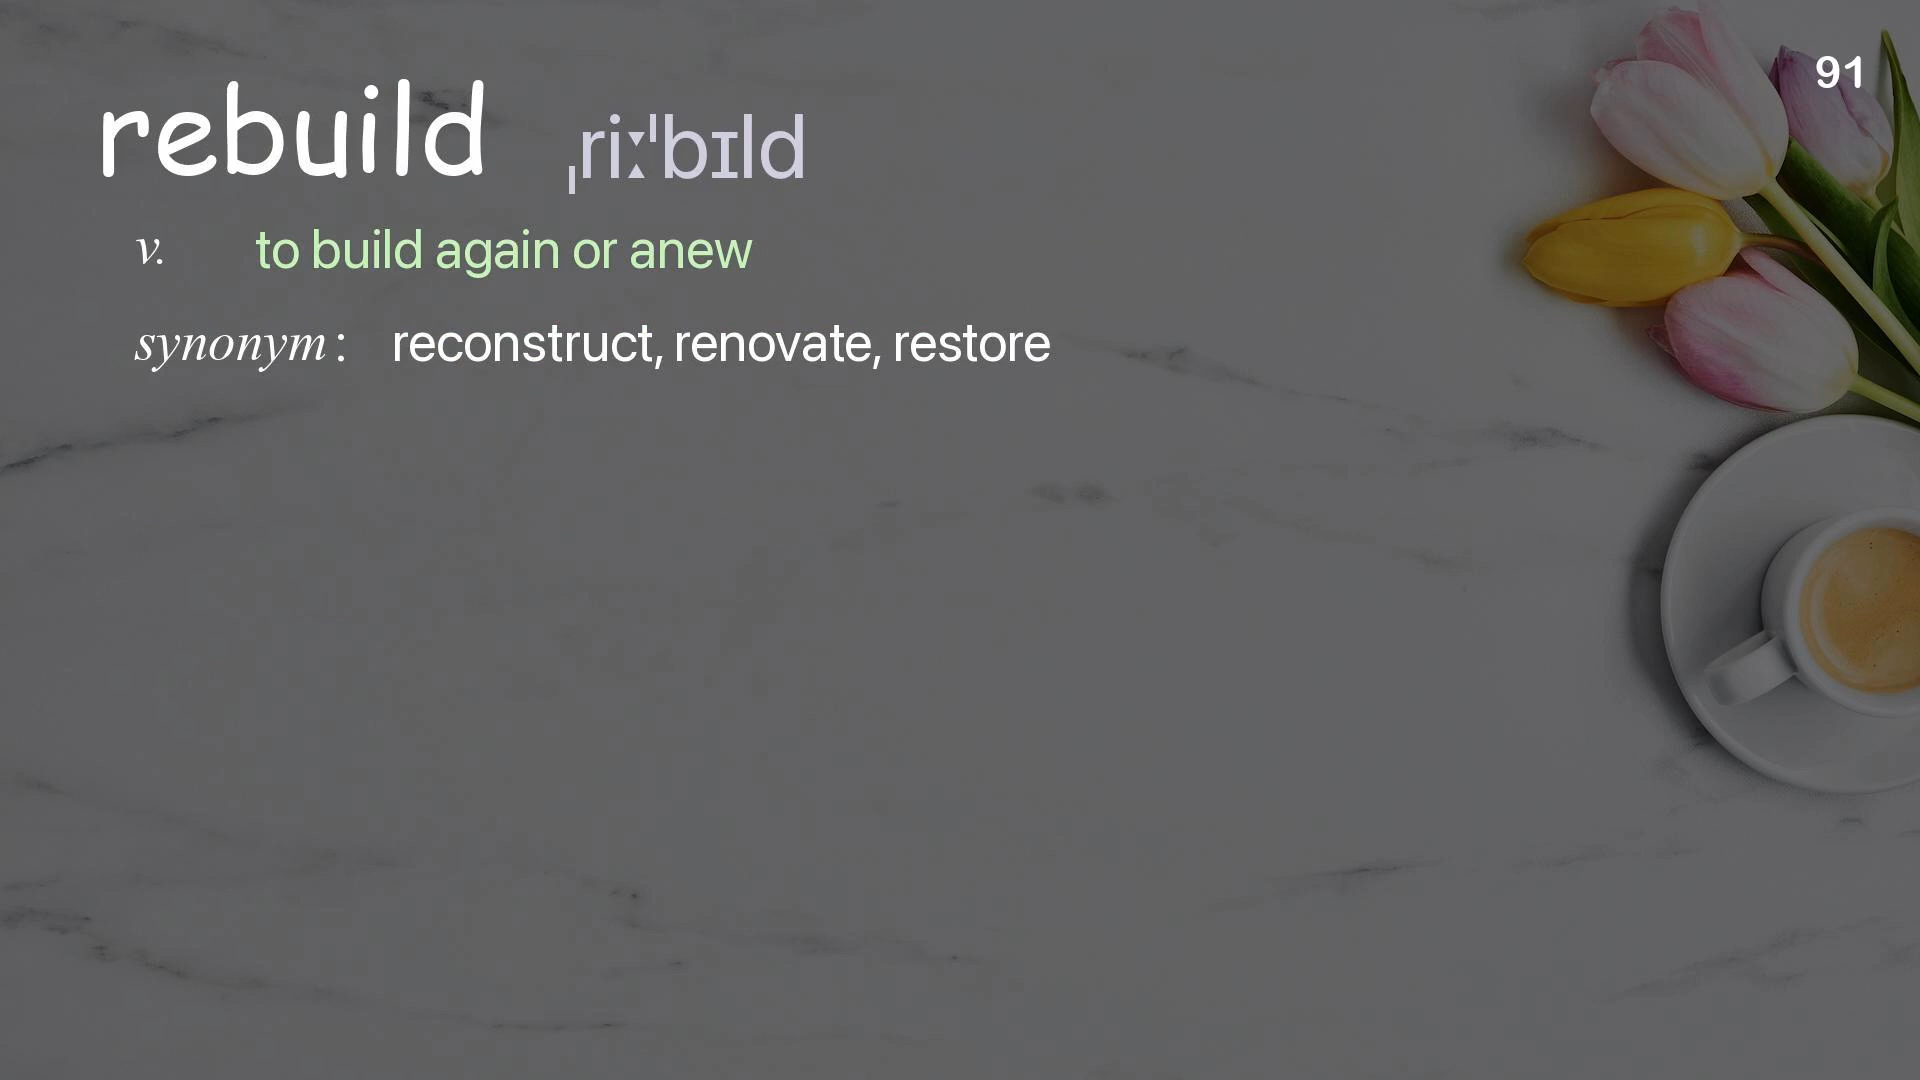 91
rebuild ˌriːˈbɪld
v. to build again or anew
synonym : reconstruct, renovate, restore